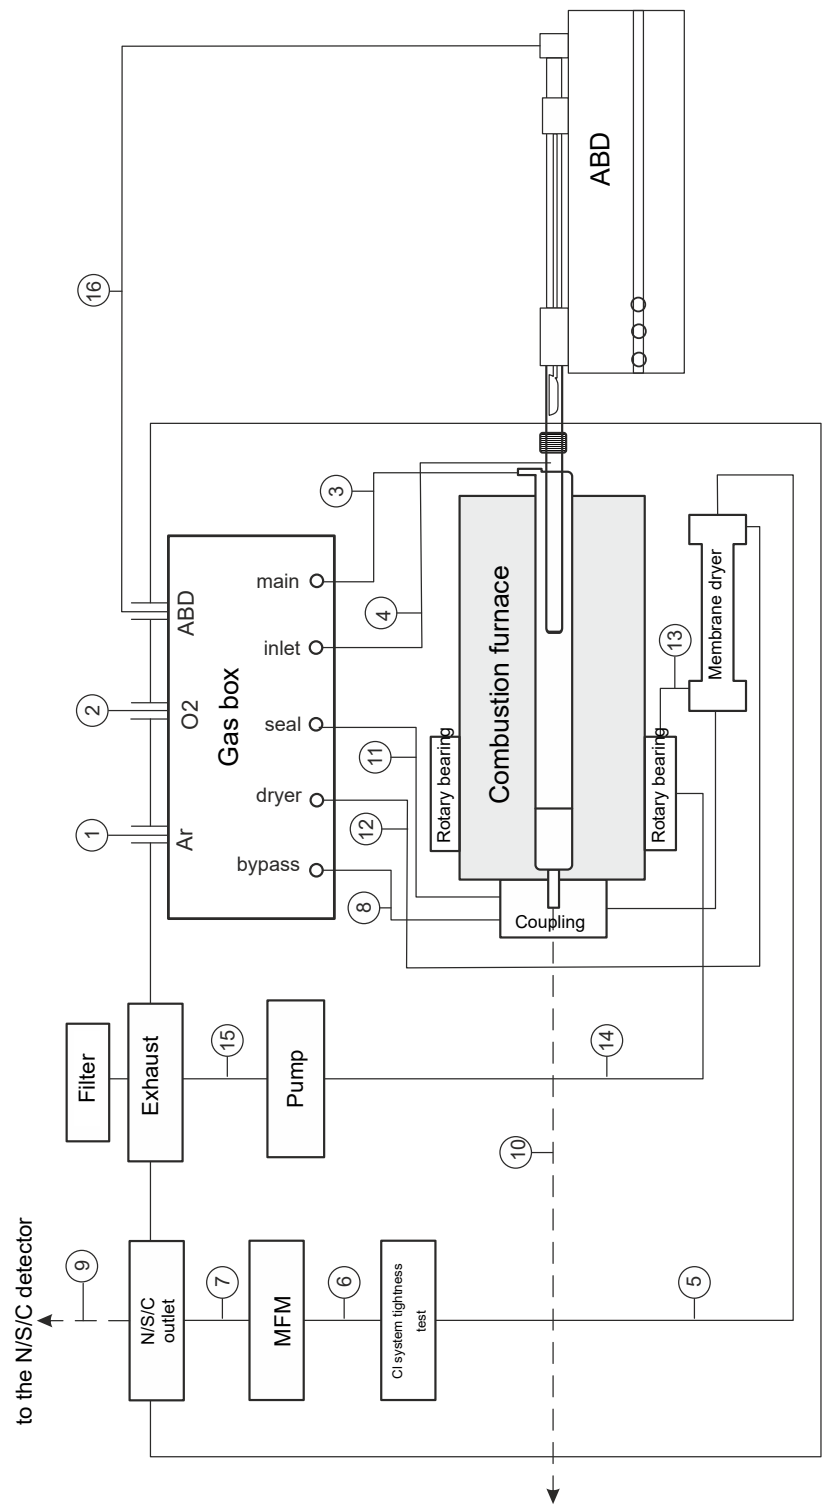 16
ABD
3
main
ABD
inlet
4
2
O2
Gas box
seal
dryer
bypass
1
Ar
11
12
8
Combustion furnace
Rotary bearing
Rotary bearing
13
Membrane dryer
Coupling
Filter
Exhaust
15
Pump
14
10
to the N/S/C detector
9
N/S/C
outlet
7
MFM
6
Cl system tightness
test
5